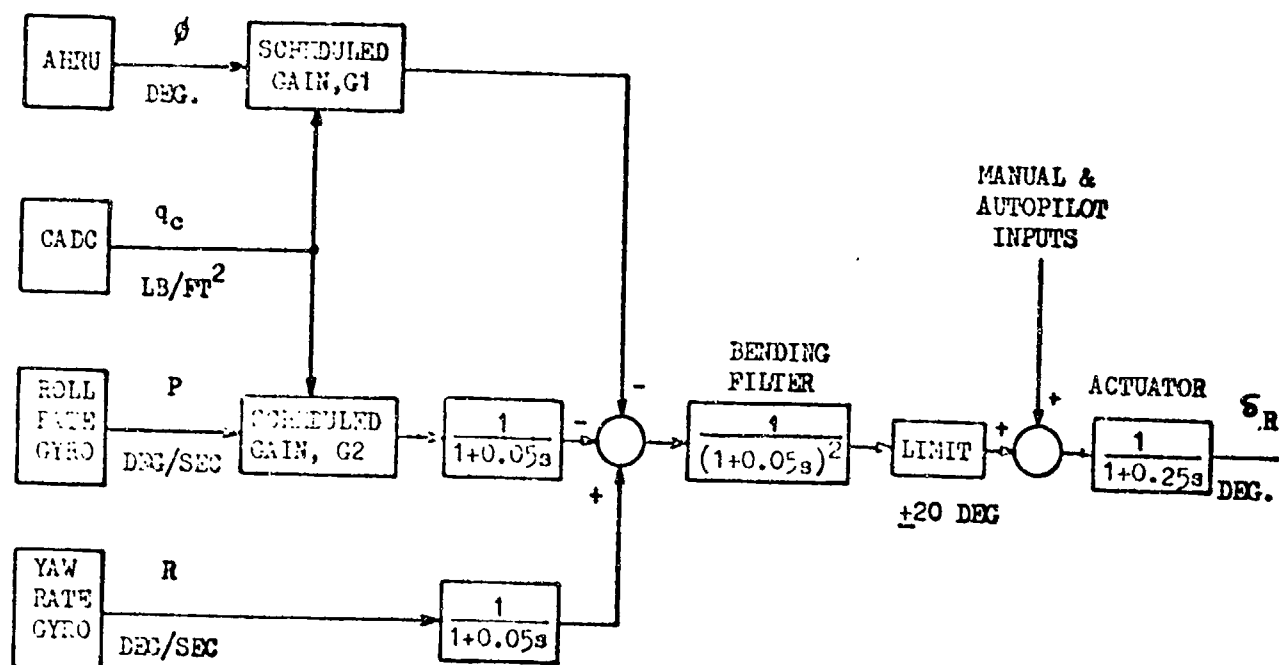 AHRU
ϕ
DEG.
SCHEDULED
GAIN,G1
CADC
q_c
LB/FT²
MANUAL &
AUTOPILOT
INPUTS
ROLL
RATE
GYRO
P
DEG/SEC
SCHEDULED
GAIN, G2
1
1+0.05s
-
-
+
BENDING
FILTER
1
(1+0.05s)²
LIMIT
±20 DEG
+
+
ACTUATOR
1
1+0.25s
δ_R
DEG.
YAW
RATE
GYRO
R
DEG/SEC
1
1+0.05s